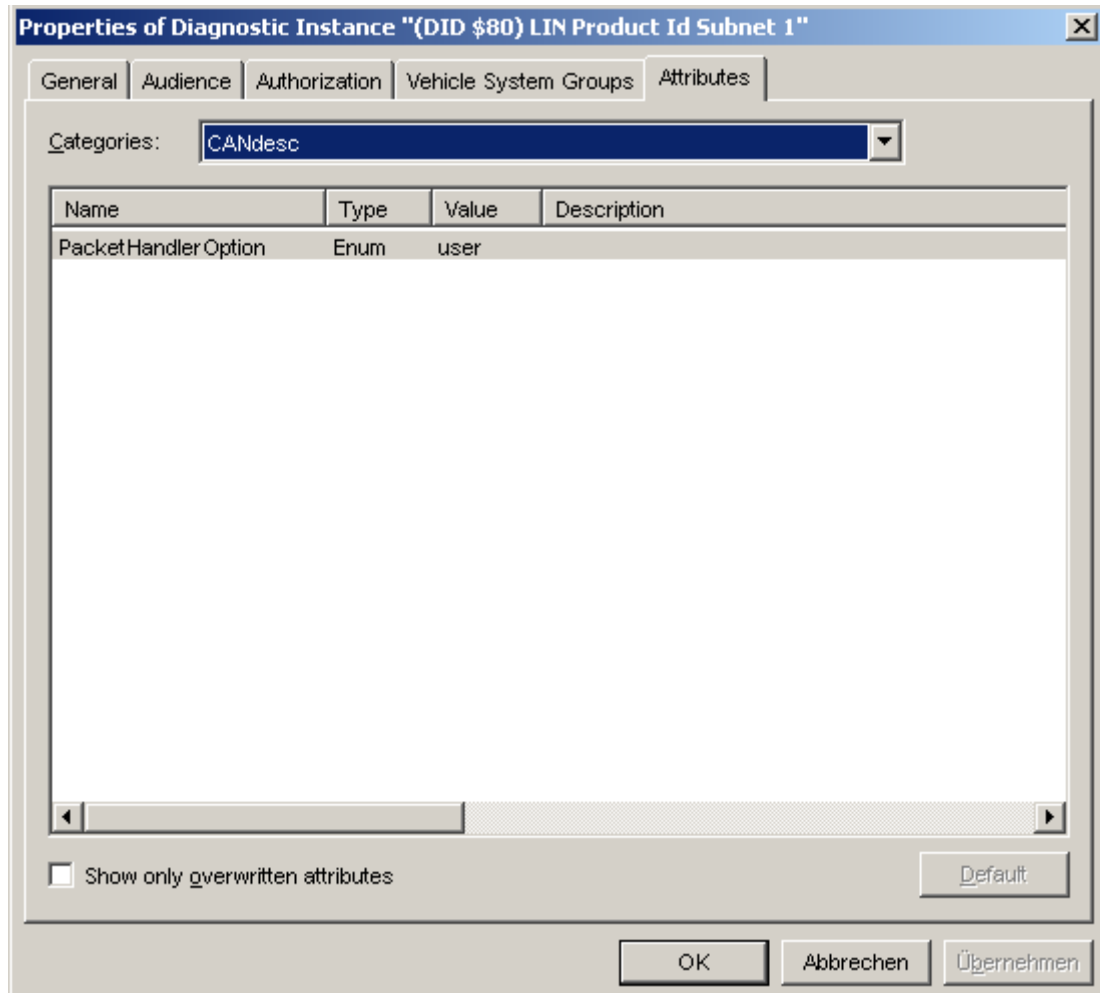 Properties of Diagnostic Instance "(DID $80) LIN Product Id Subnet 1"
General Audience Authorization Vehicle System Groups Attributes
Categories: CANdesc
Name Type Value Description
PacketHandlerOption Enum user
Show only overwritten attributes Default
OK Abbrechen Übernehmen